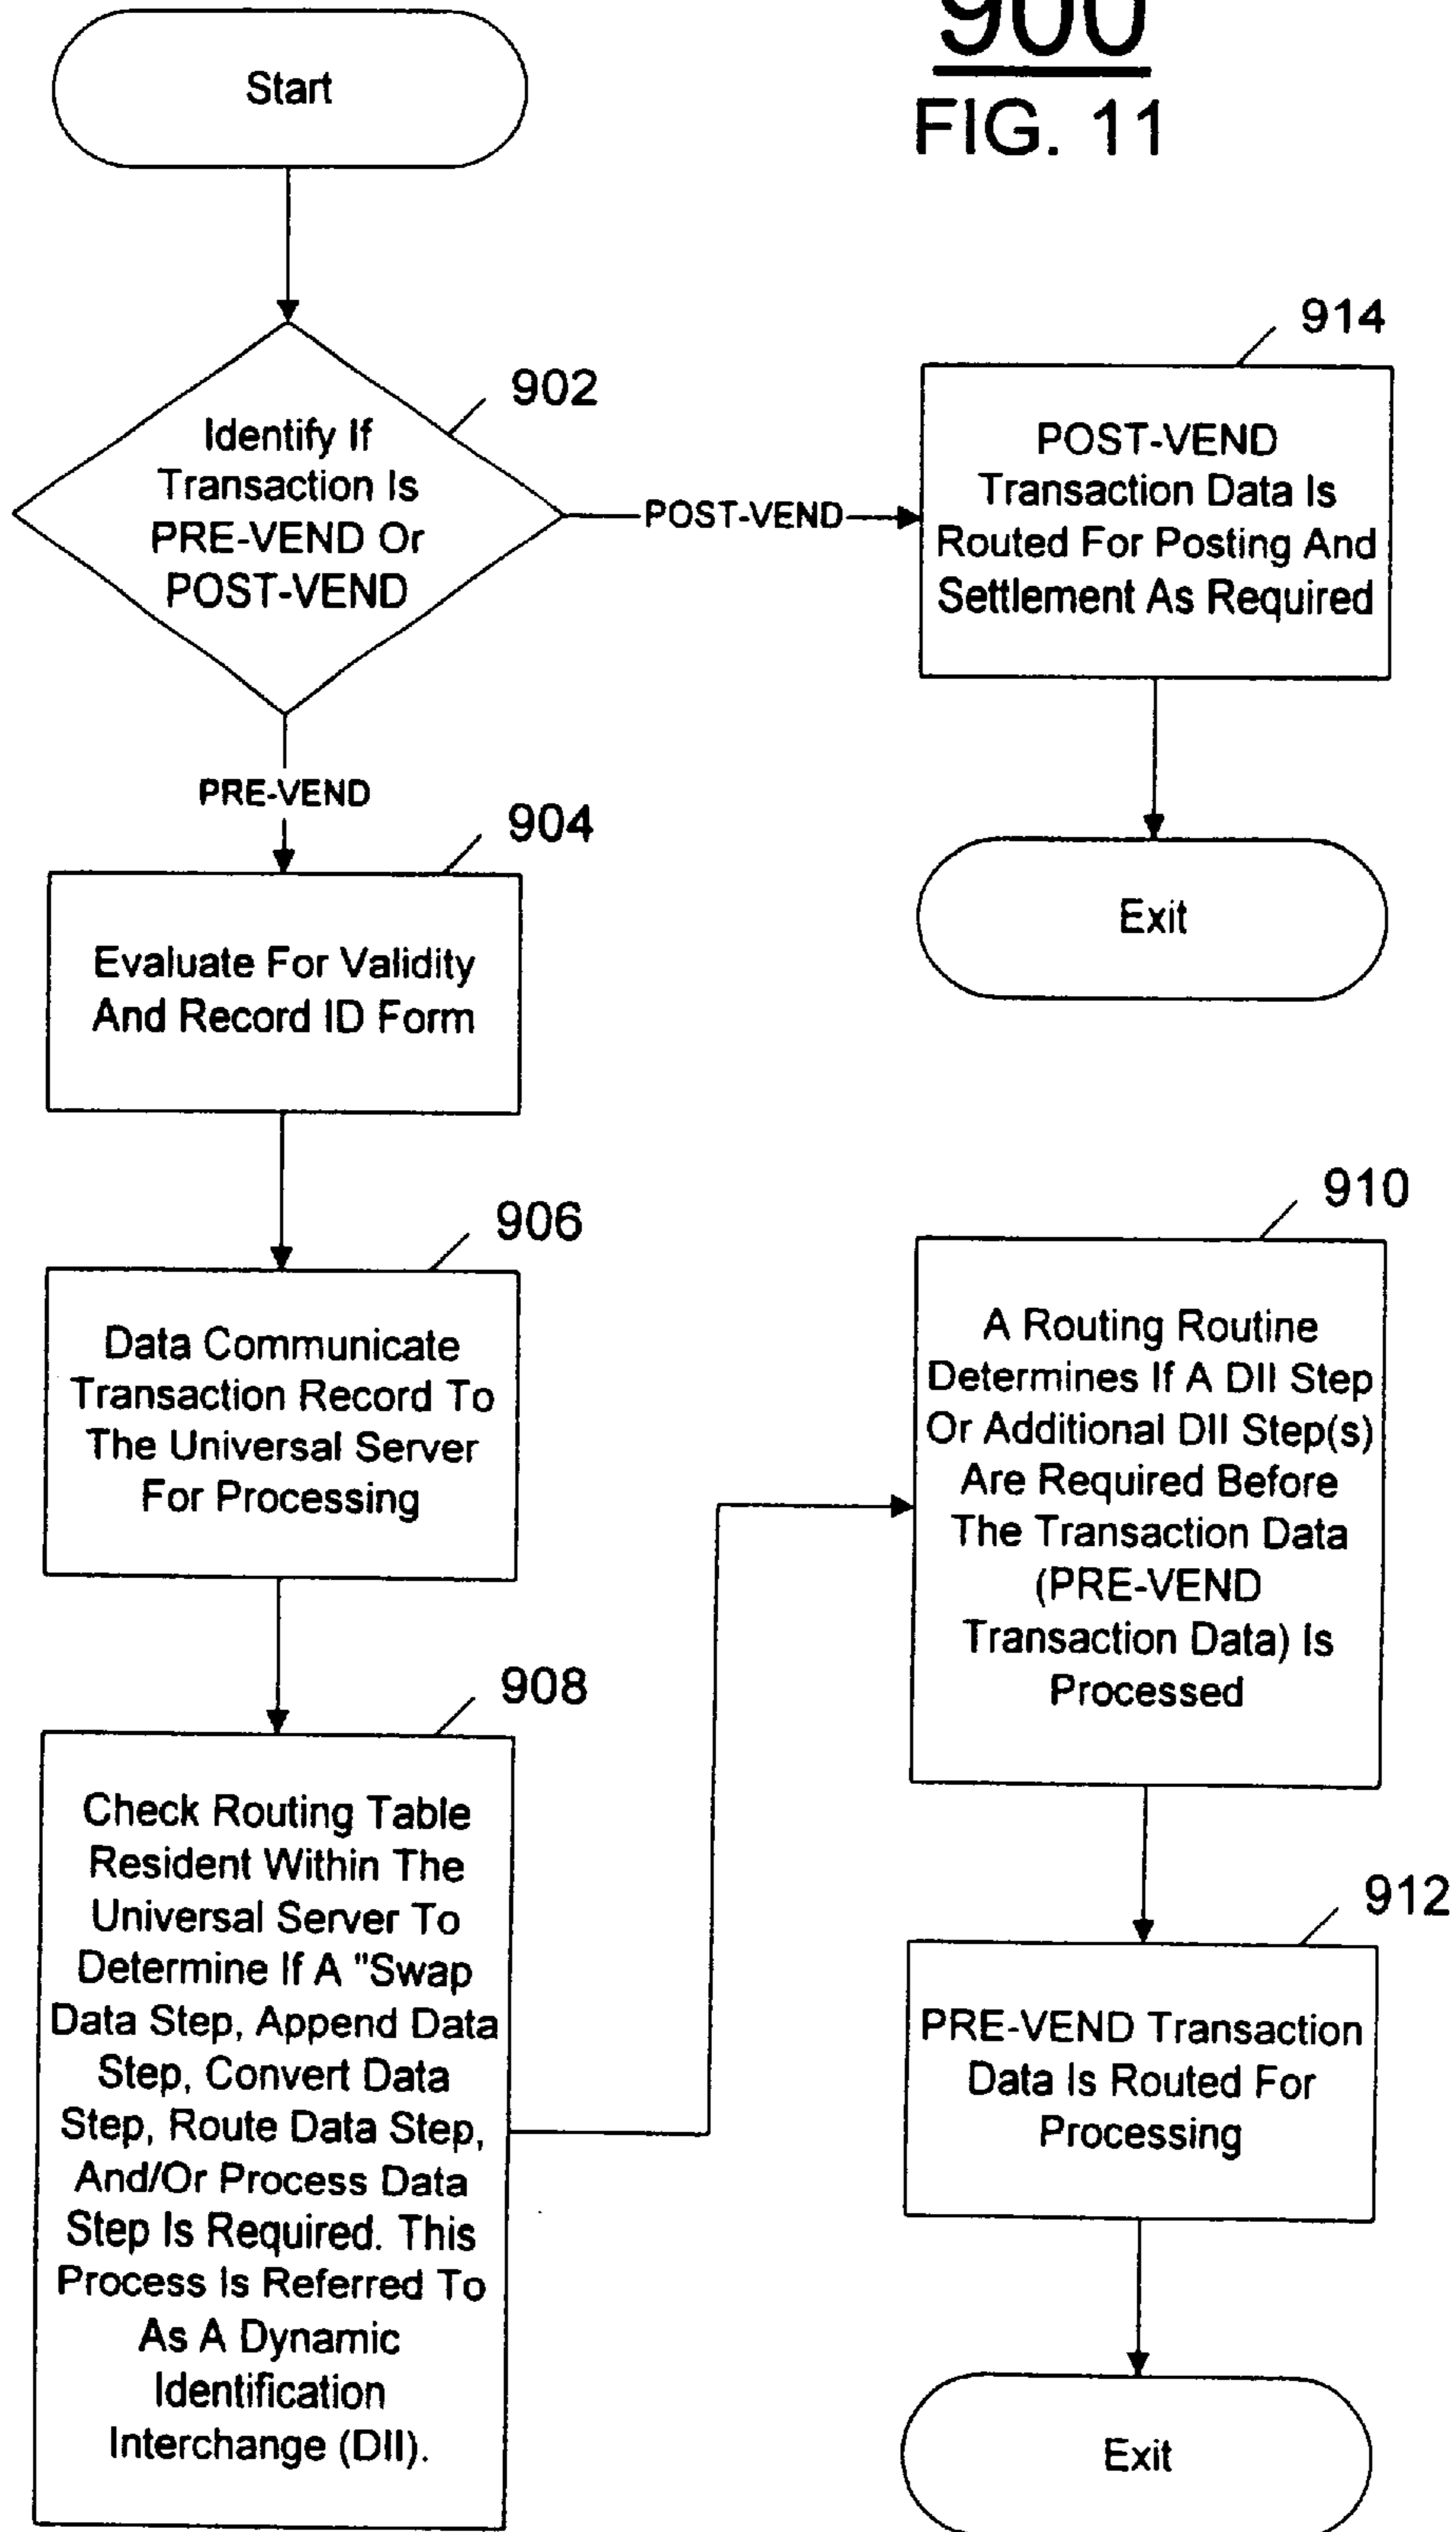 900
FIG. 11
Start
902
Identify If
Transaction Is
PRE-VEND Or
POST-VEND
POST-VEND
914
POST-VEND
Transaction Data Is
Routed For Posting And
Settlement As Required
Exit
PRE-VEND
904
Evaluate For Validity
And Record ID Form
906
Data Communicate
Transaction Record To
The Universal Server
For Processing
908
Check Routing Table
Resident Within The
Universal Server To
Determine If A "Swap
Data Step, Append Data
Step, Convert Data
Step, Route Data Step,
And/Or Process Data
Step Is Required. This
Process Is Referred To
As A Dynamic
Identification
Interchange (DII).
910
A Routing Routine
Determines If A DII Step
Or Additional DII Step(s)
Are Required Before
The Transaction Data
(PRE-VEND
Transaction Data) Is
Processed
912
PRE-VEND Transaction
Data Is Routed For
Processing
Exit